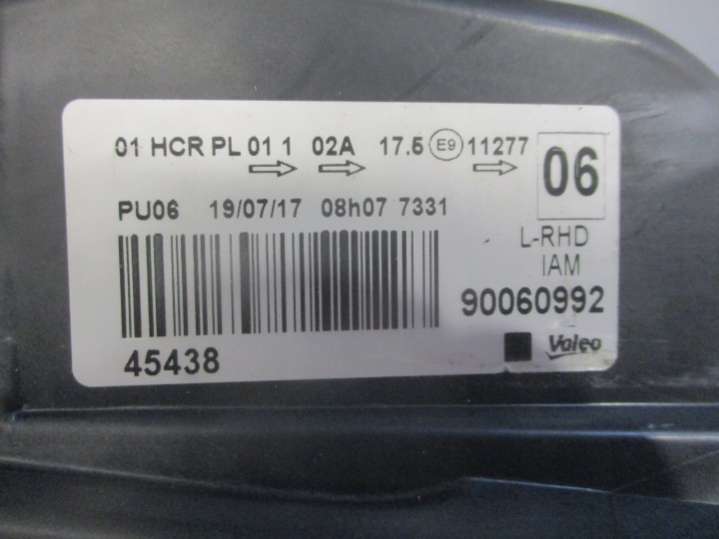 01 HCR PL 01 1 02A 17.5 E9 11277
06
PU06 19/07/17 08h07 7331
L-RHD
IAM
90060992
45438
Valeo